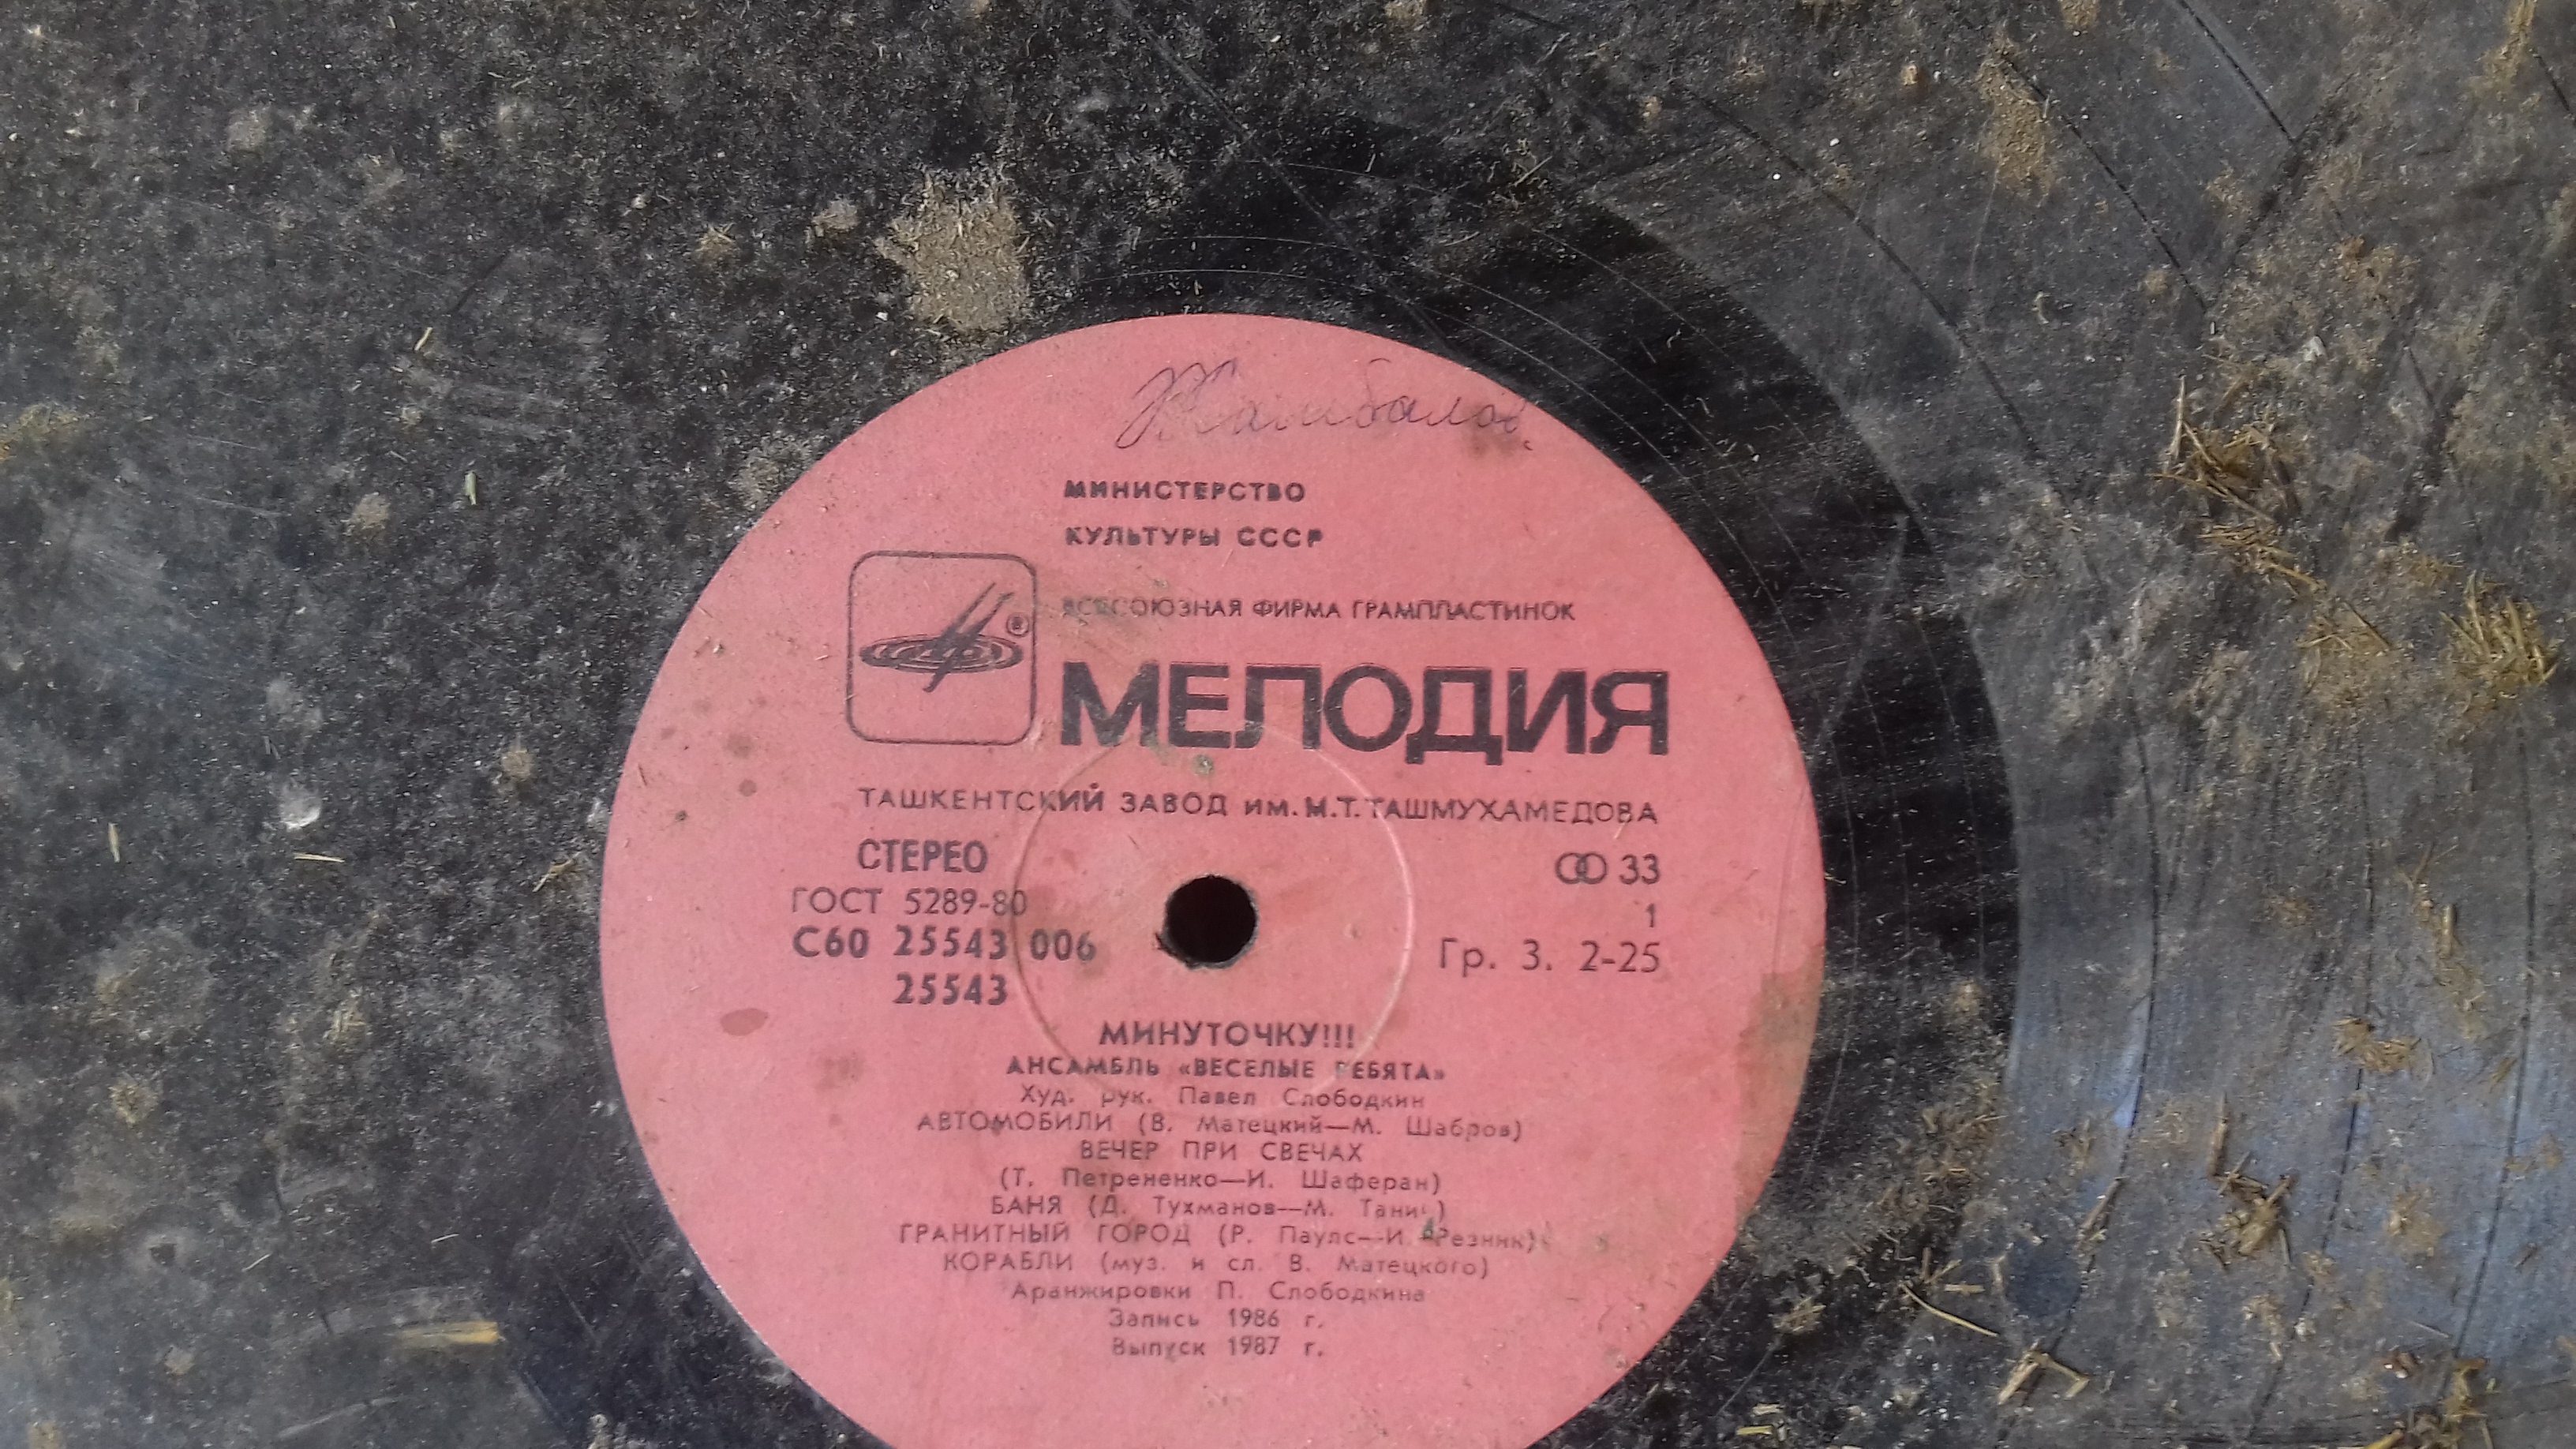 Жамбалов
МИНИСТЕРСТВО
КУЛЬТУРЫ СССР
ВСЕСОЮЗНАЯ ФИРМА ГРАМПЛАСТИНОК
®
МЕЛОДИЯ
ТАШКЕНТСКИЙ ЗАВОД ИМ. М.Т. ТАШМУХАМЕДОВА
СТЕРЕО 33
ГОСТ 5289-80 1
С60 25543 006 Гр. 3. 2-25
25543
МИНУТОЧКУ!!!
АНСАМБЛЬ «ВЕСЕЛЫЕ РЕБЯТА»
Худ. рук. Павел Слободкин
АВТОМОБИЛИ (В. Матецкий—М. Шабров)
ВЕЧЕР ПРИ СВЕЧАХ
(Т. Петрененко—И. Шаферан)
БАНЯ (Д. Тухманов—М. Танич)
ГРАНИТНЫЙ ГОРОД (Р. Паулс—И. Резник)
КОРАБЛИ (муз. и сл. В. Матецкого)
Аранжировки П. Слободкина
Запись 1986 г.
Выпуск 1987 г.